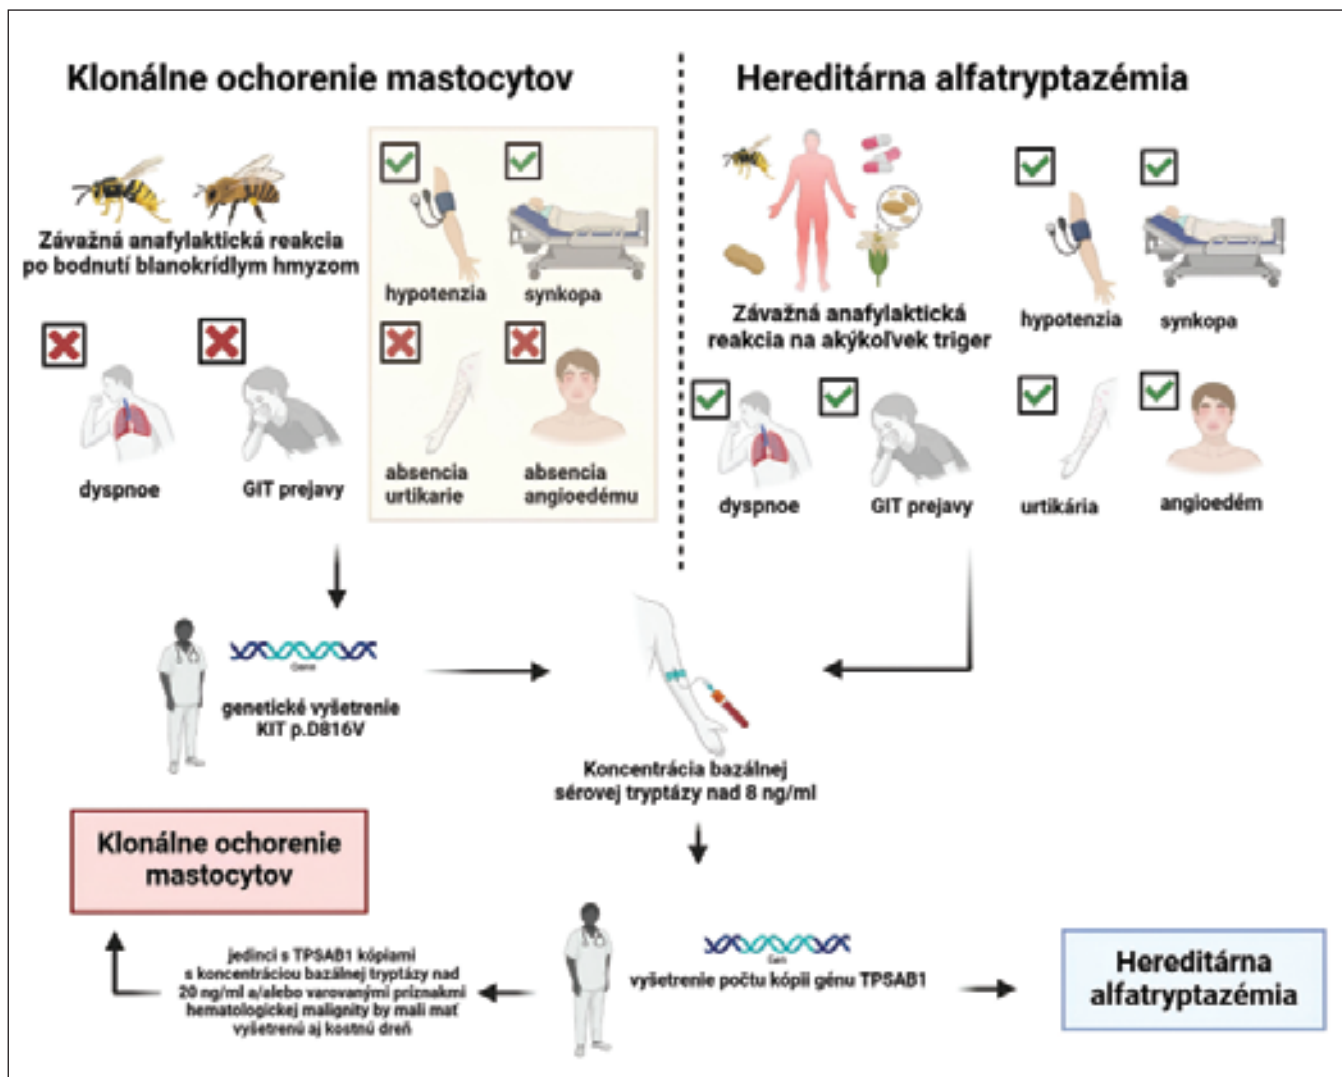 Klonálne ochorenie mastocytov
Závažná anafylaktická reakcia
po bodnutí blanokrídlym hmyzom
hypotenzia
synkopa
dyspnoe
GIT prejavy
absencia
urtikarie
absencia
angioedému
Hereditárna alfatryptazémia
Závažná anafylaktická
reakcia na akýkoľvek triger
hypotenzia
synkopa
dyspnoe
GIT prejavy
urtikária
angioedém
Gene
genetické vyšetrenie
KIT p.D816V
Koncentrácia bazálnej
sérovej tryptázy nad 8 ng/ml
Klonálne ochorenie
mastocytov
jedinci s TPSAB1 kópiami
s koncentráciou bazálnej tryptázy nad
20 ng/ml a/alebo varovanými príznakmi
hematologickej malignity by mali mať
vyšetrenú aj kostnú dreň
Gen
vyšetrenie počtu kópii génu TPSAB1
Hereditárna
alfatryptazémia